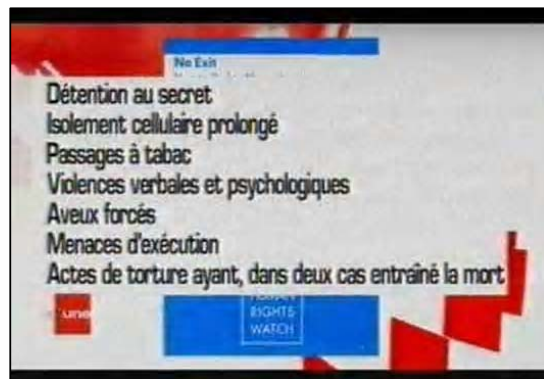 No Exit
Détention au secret
Isolement cellulaire prolongé
Passages à tabac
Violences verbales et psychologiques
Aveux forcés
Menaces d'exécution
Actes de torture ayant, dans deux cas entraîné la mort
une
HUMAN
RIGHTS
WATCH